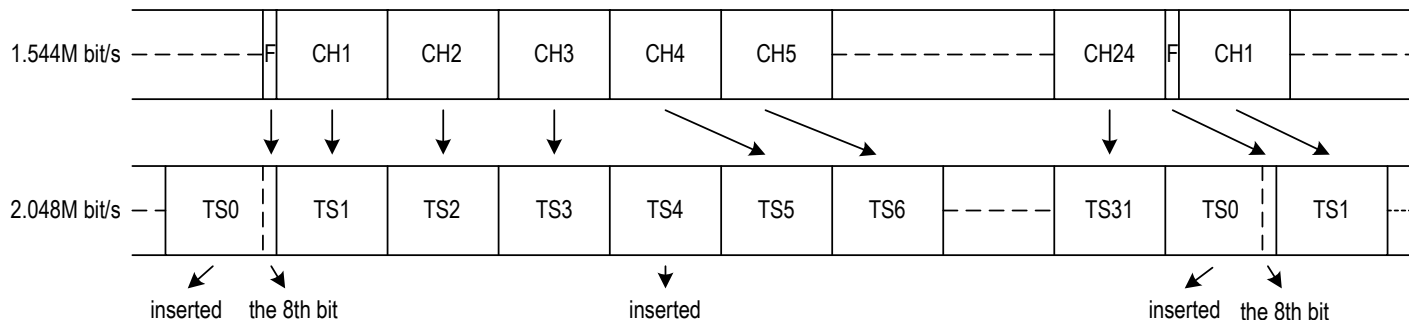 1.544M bit/s F CH1 CH2 CH3 CH4 CH5 CH24 F CH1
2.048M bit/s TS0 TS1 TS2 TS3 TS4 TS5 TS6 TS31 TS0 TS1
inserted the 8th bit inserted inserted the 8th bit